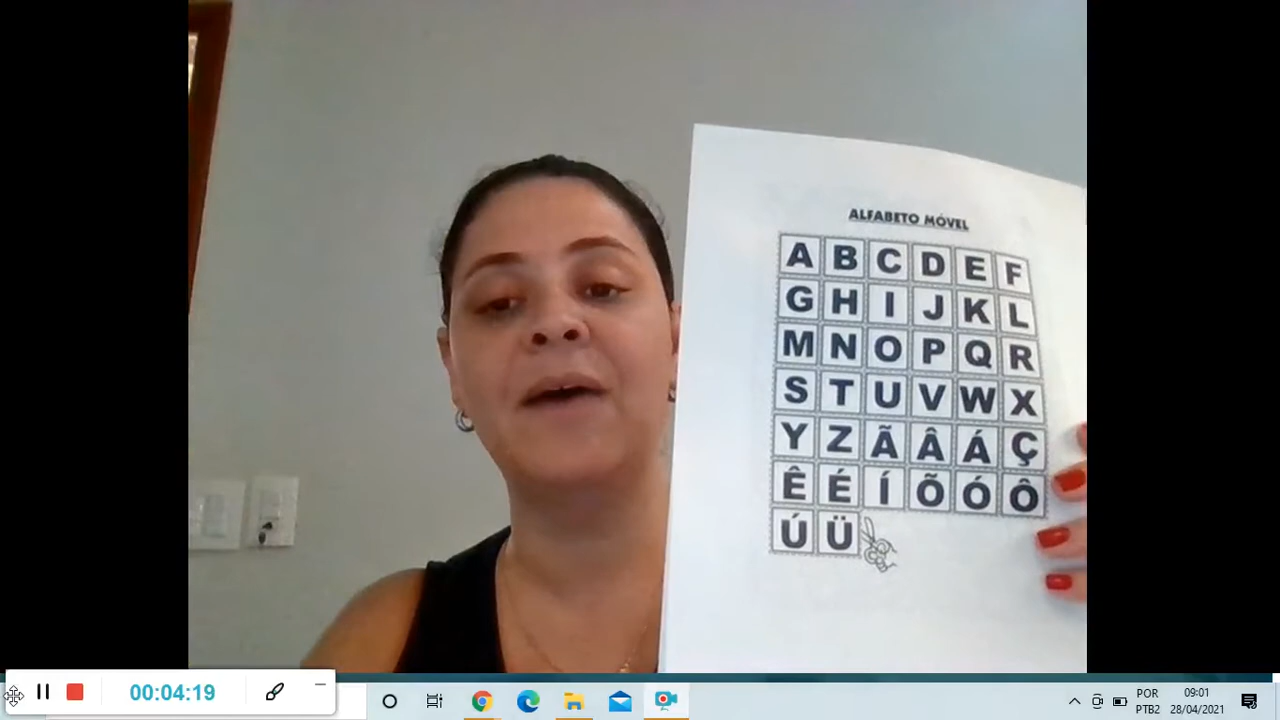 ALFABETO MÓVEL
A B C D E F
G H I J K L
M N O P Q R
S T U V W X
Y Z Ã Â Á Ç
Ê É Í Õ Ó Ô
Ú Ü
00:04:19
POR
PTB2
09:01
28/04/2021